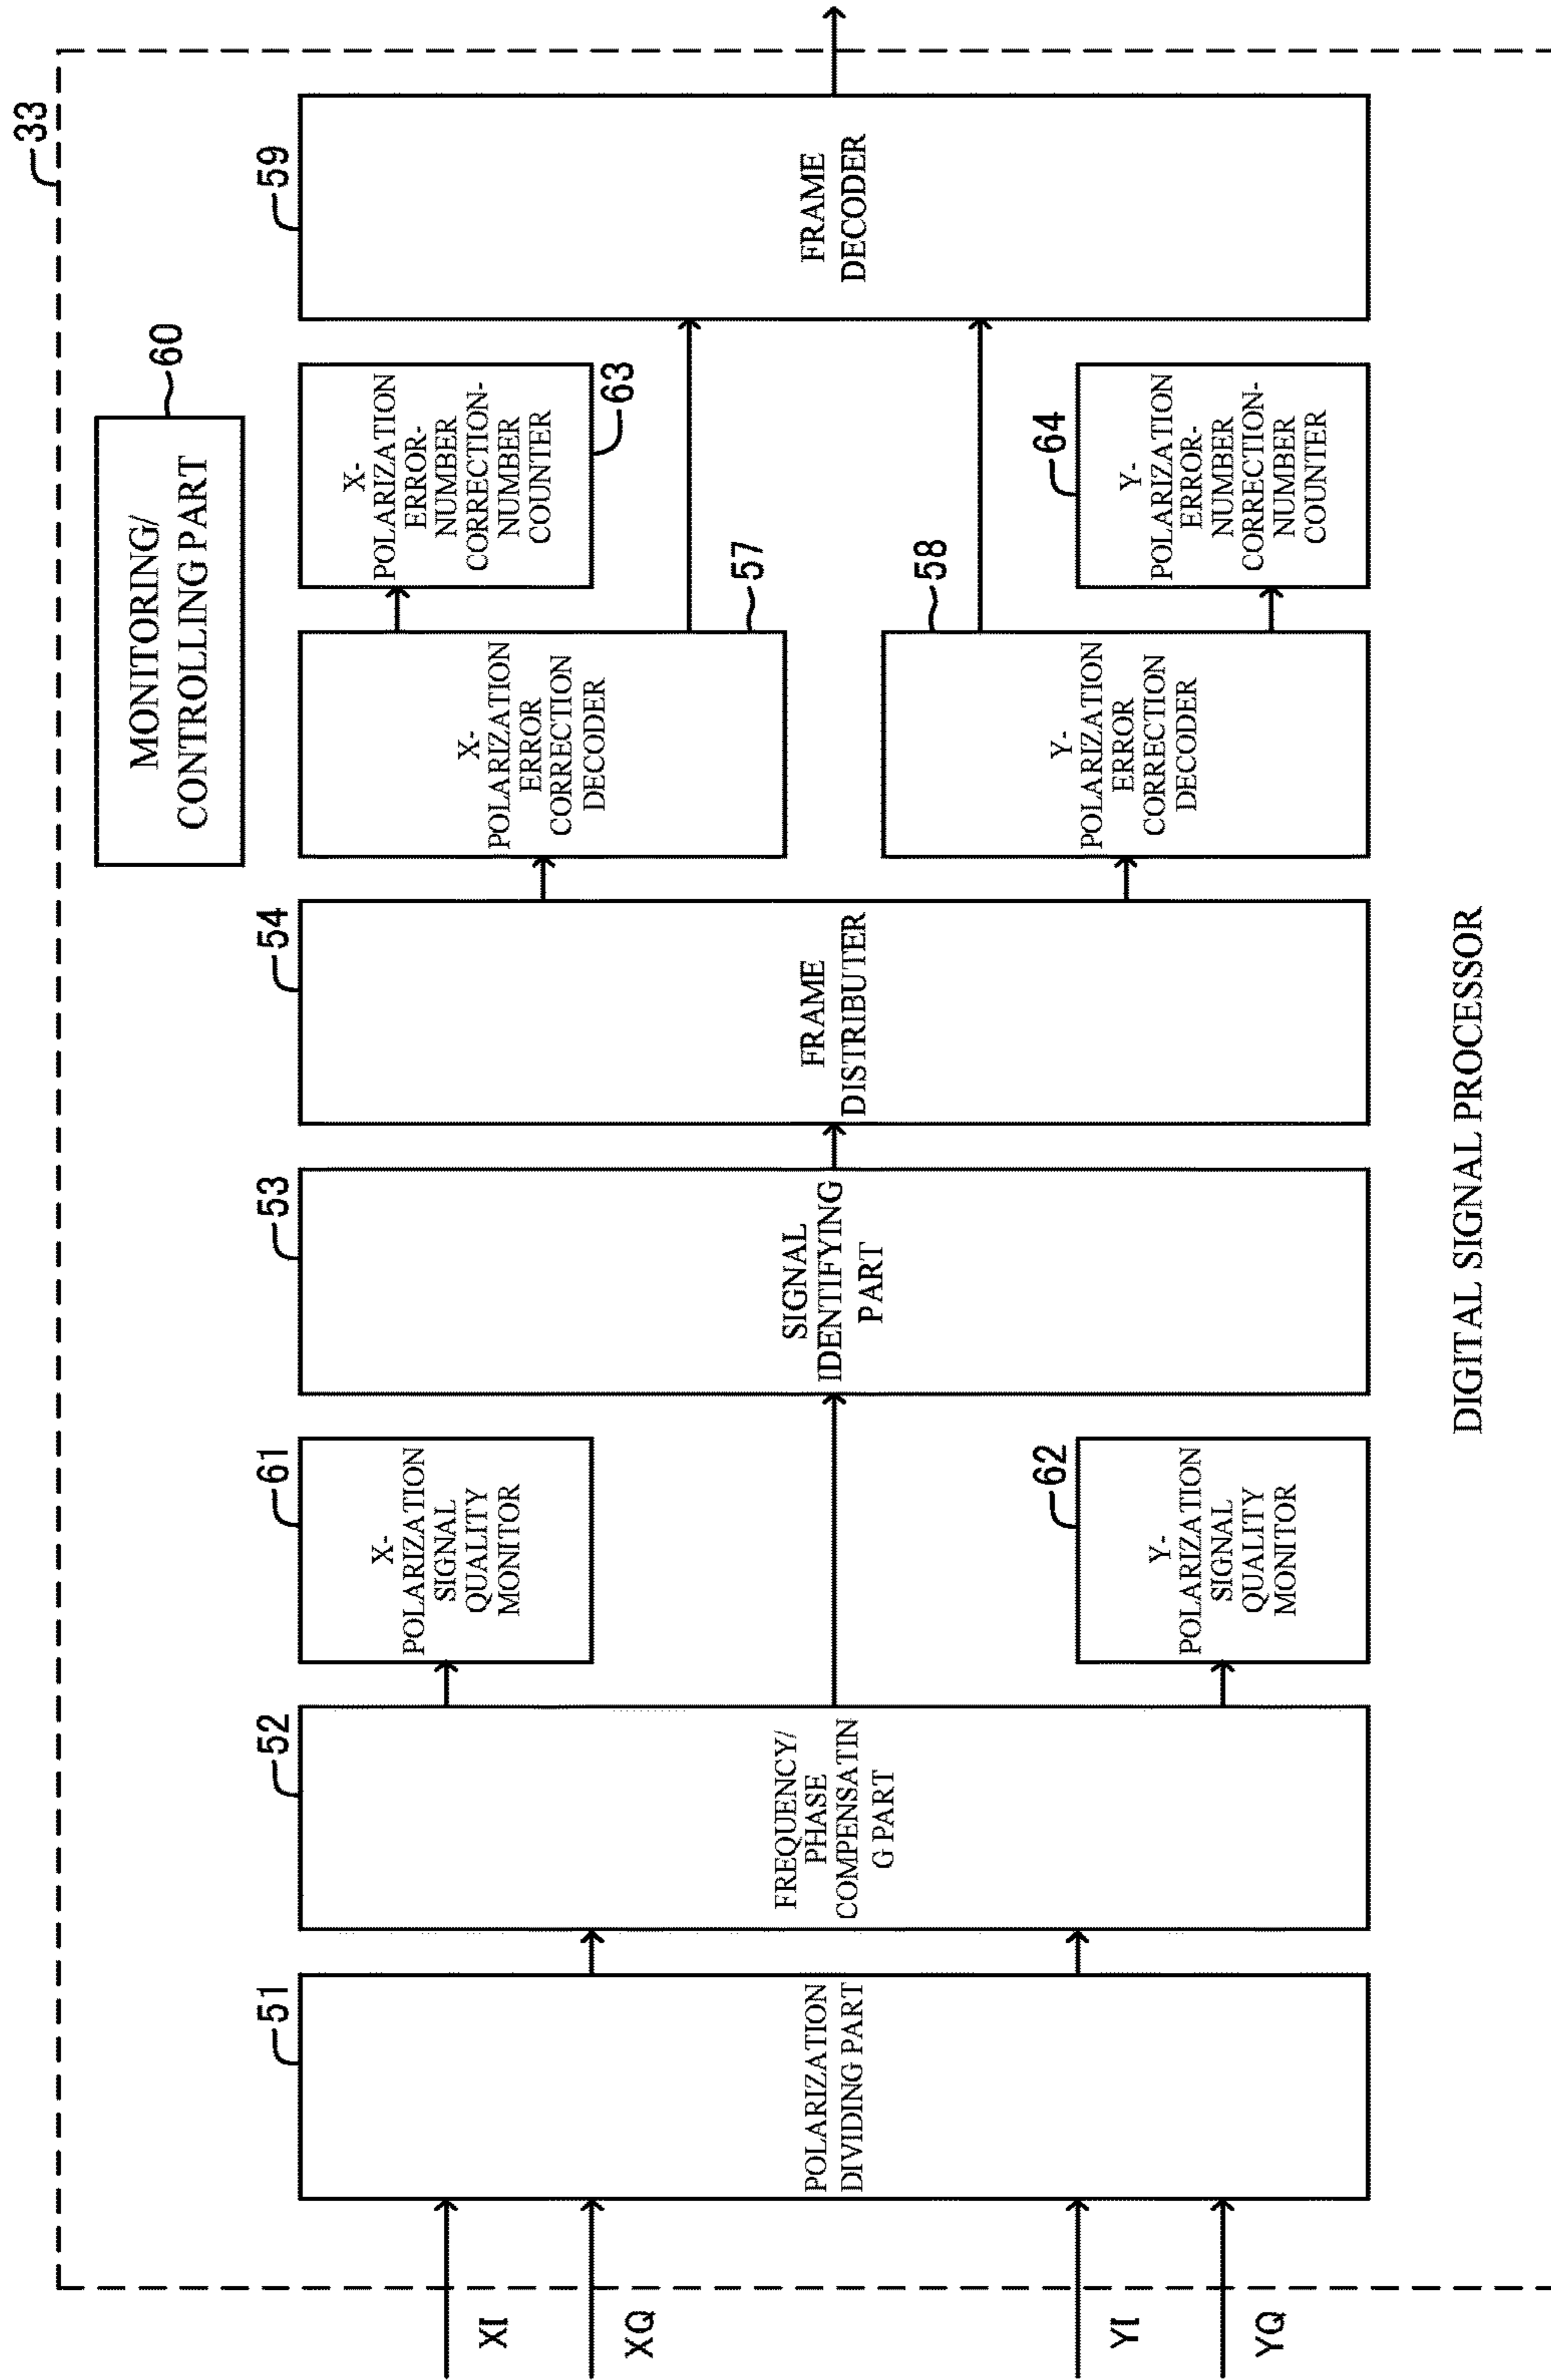 33
MONITORING/
CONTROLLING PART
60
XI
XQ
YI
YQ
51
POLARIZATION
DIVIDING PART
52
FREQUENCY/
PHASE
COMPENSATIN
G PART
61
X-
POLARIZATION
SIGNAL
QUALITY
MONITOR
62
Y-
POLARIZATION
SIGNAL
QUALITY
MONITOR
53
SIGNAL
IDENTIFYING
PART
54
FRAME
DISTRIBUTER
57
X-
POLARIZATION
ERROR
CORRECTION
DECODER
58
Y-
POLARIZATION
ERROR
CORRECTION
DECODER
63
X-
POLARIZATION
ERROR-
NUMBER
CORRECTION-
NUMBER
COUNTER
64
Y-
POLARIZATION
ERROR-
NUMBER
CORRECTION-
NUMBER
COUNTER
59
FRAME
DECODER
DIGITAL SIGNAL PROCESSOR